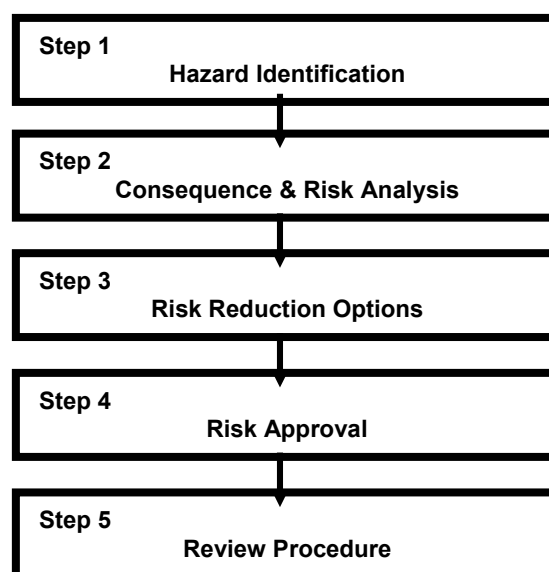 Step 1
Hazard Identification
Step 2
Consequence & Risk Analysis
Step 3
Risk Reduction Options
Step 4
Risk Approval
Step 5
Review Procedure